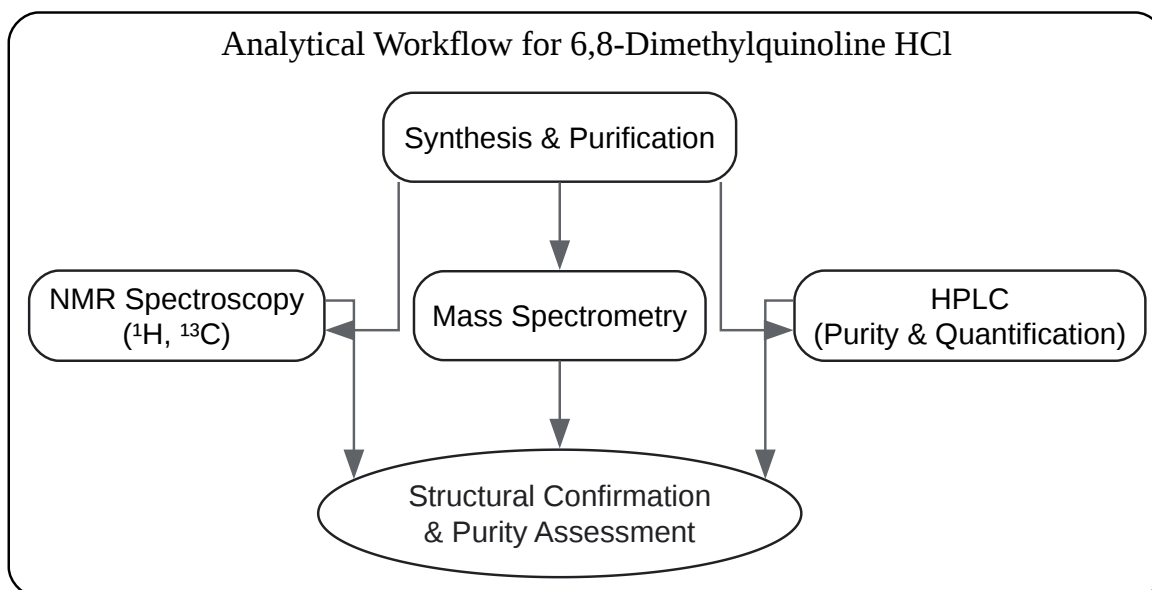 Analytical Workflow for 6,8-Dimethylquinoline HCl
Synthesis & Purification
NMR Spectroscopy
(¹H, ¹³C)
Mass Spectrometry
HPLC
(Purity & Quantification)
Structural Confirmation
& Purity Assessment